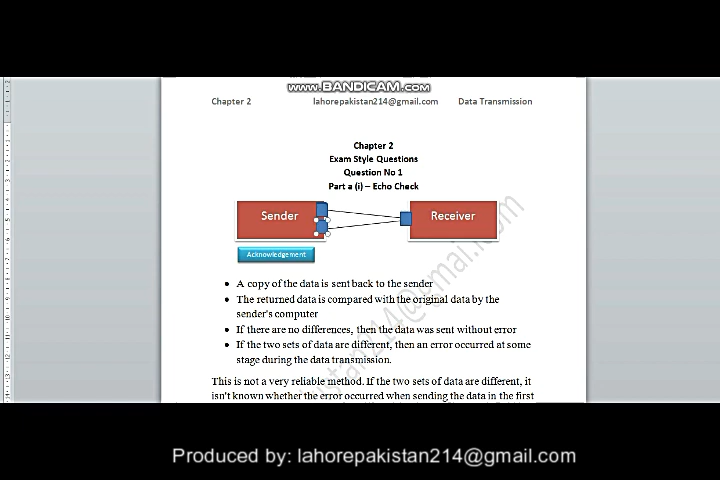 www.BANDICAM.com
Chapter 2 lahorepakistan214@gmail.com Data Transmission
Chapter 2
Exam Style Questions
Question No 1
Part a (i) – Echo Check
Sender Receiver
Acknowledgement
• A copy of the data is sent back to the sender
• The returned data is compared with the original data by the
sender's computer
• If there are no differences, then the data was sent without error
• If the two sets of data are different, then an error occurred at some
stage during the data transmission.
This is not a very reliable method. If the two sets of data are different, it
isn't known whether the error occurred when sending the data in the first
Produced by: lahorepakistan214@gmail.com